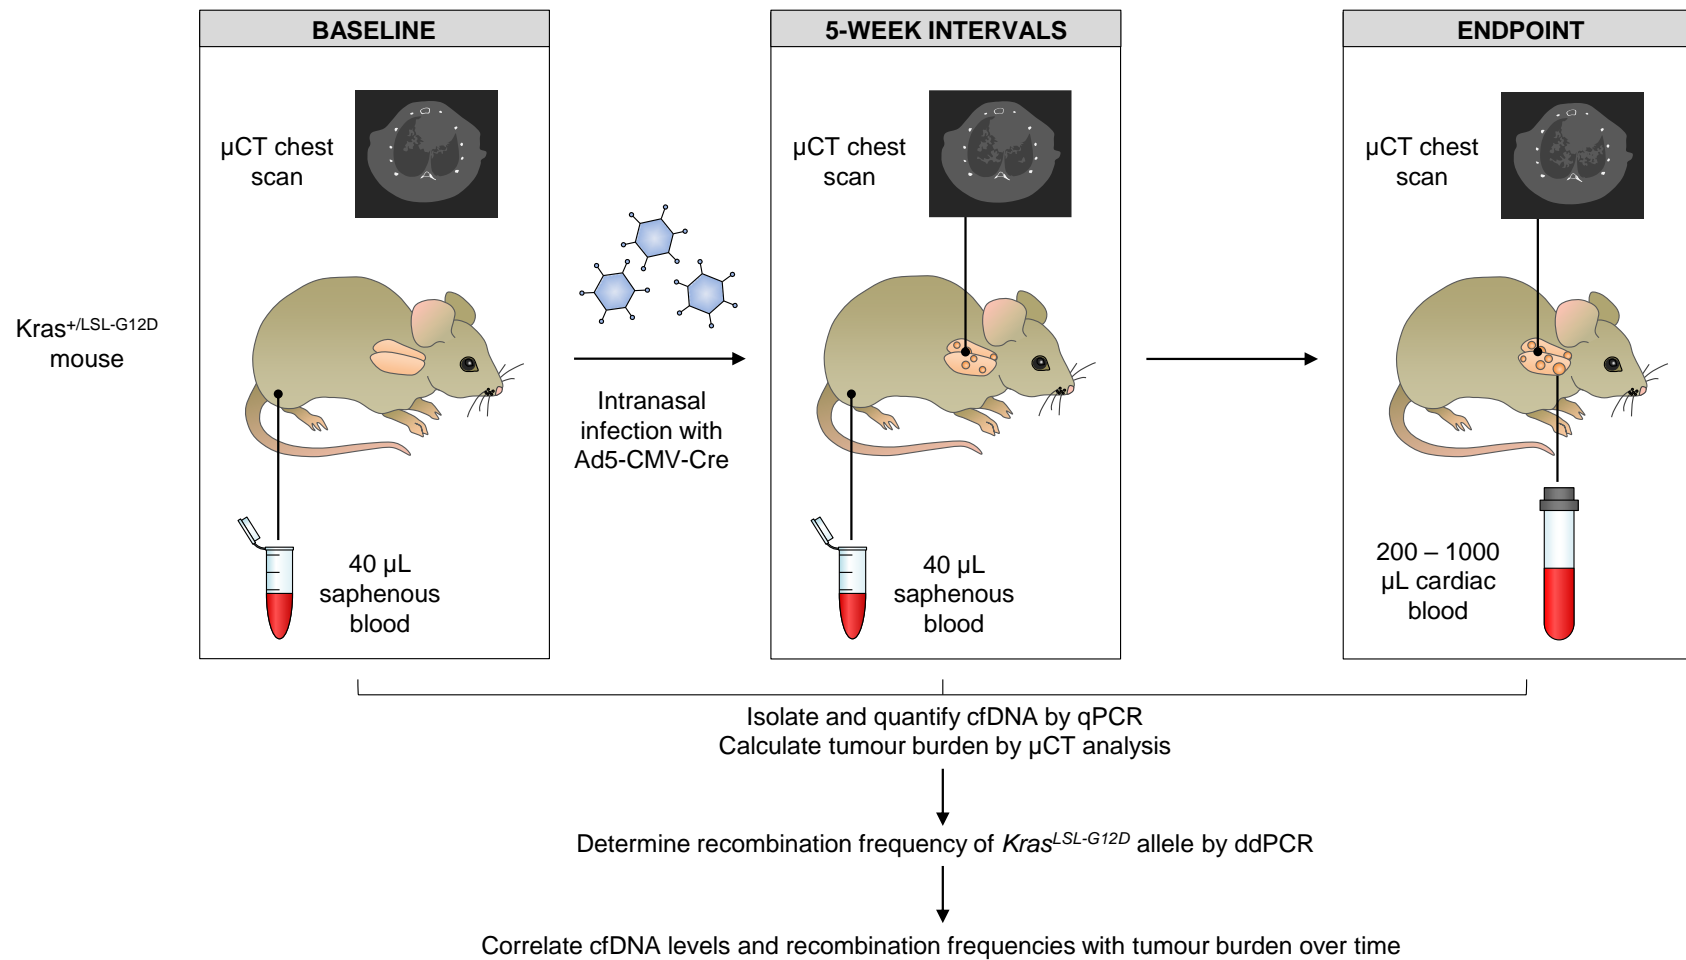 BASELINE
5-WEEK INTERVALS
ENDPOINT
µCT chest
scan
µCT chest
scan
µCT chest
scan
Kras+/LSL-G12D
mouse
Intranasal
infection with
Ad5-CMV-Cre
40 µL
saphenous
blood
40 µL
saphenous
blood
200 – 1000
µL cardiac
blood
Isolate and quantify cfDNA by qPCR
Calculate tumour burden by µCT analysis
Determine recombination frequency of KrasLSL-G12D allele by ddPCR
Correlate cfDNA levels and recombination frequencies with tumour burden over time